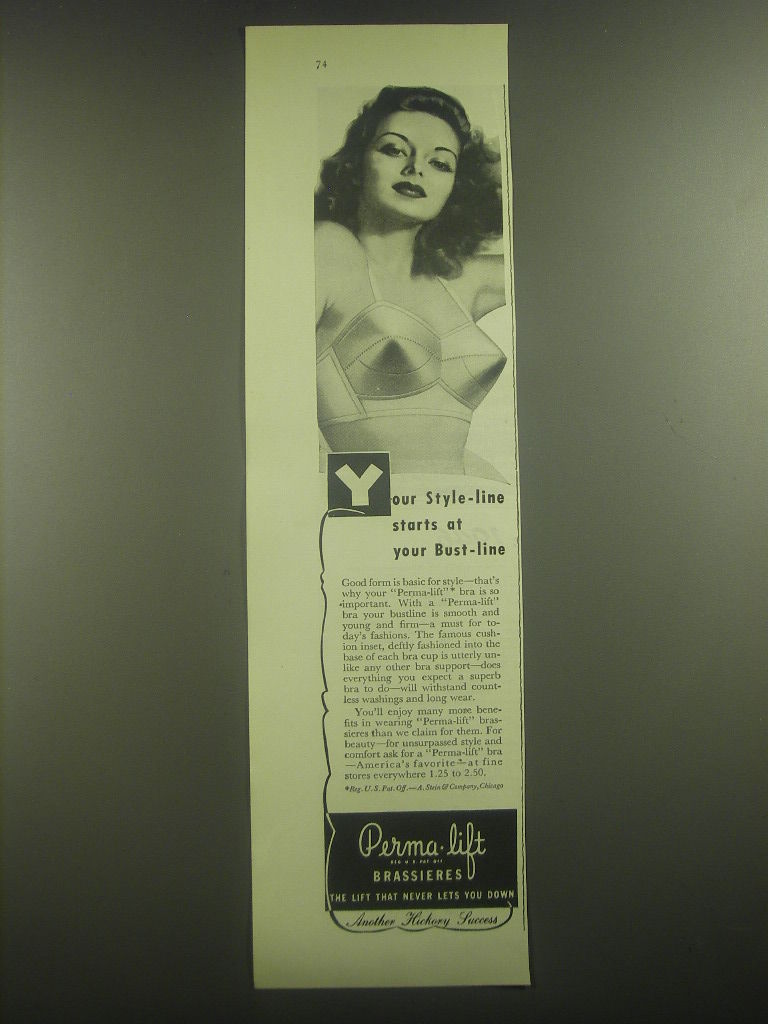 74
Your Style-line
starts at
your Bust-line
Good form is basic for style—that's
why your "Perma-lift"* bra is so
important. With a "Perma-lift"
bra your bustline is smooth and
young and firm—a must for to-
day's fashions. The famous cush-
ion inset, deftly fashioned into the
base of each bra cup is utterly un-
like any other bra support—does
everything you expect a superb
bra to do—will withstand count-
less washings and long wear.
You'll enjoy many more bene-
fits in wearing "Perma-lift" bras-
sieres than we claim for them. For
beauty—for unsurpassed style and
comfort ask for a "Perma-lift" bra
—America's favorite—at fine
stores everywhere 1.25 to 2.50.
*Reg. U. S. Pat. Off.—A. Stein & Company, Chicago
Perma·lift
REG U S PAT OFF
BRASSIERES
THE LIFT THAT NEVER LETS YOU DOWN
Another Hickory Success